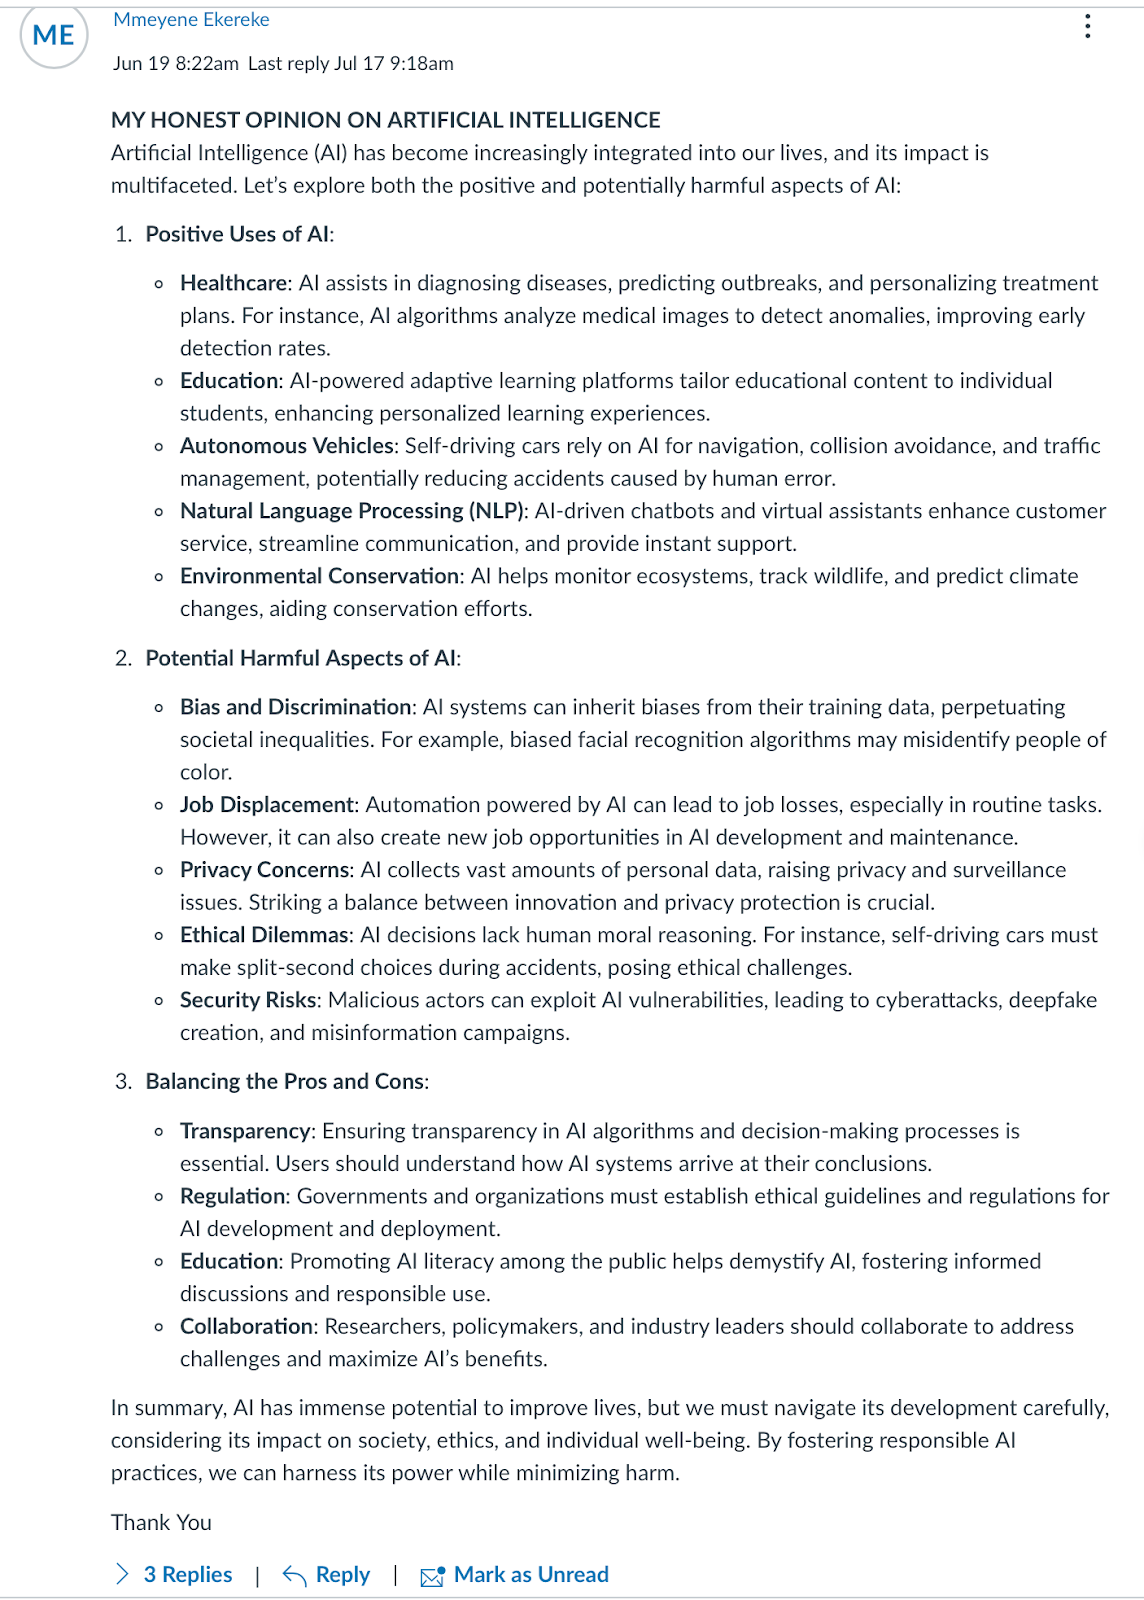 ME
Mmeyene Ekereke
Jun 19 8:22am Last reply Jul 17 9:18am
MY HONEST OPINION ON ARTIFICIAL INTELLIGENCE
Artificial Intelligence (AI) has become increasingly integrated into our lives, and its impact is
multifaceted. Let's explore both the positive and potentially harmful aspects of AI:
1. Positive Uses of AI:
◦ Healthcare: AI assists in diagnosing diseases, predicting outbreaks, and personalizing treatment
plans. For instance, AI algorithms analyze medical images to detect anomalies, improving early
detection rates.
◦ Education: AI-powered adaptive learning platforms tailor educational content to individual
students, enhancing personalized learning experiences.
◦ Autonomous Vehicles: Self-driving cars rely on AI for navigation, collision avoidance, and traffic
management, potentially reducing accidents caused by human error.
◦ Natural Language Processing (NLP): AI-driven chatbots and virtual assistants enhance customer
service, streamline communication, and provide instant support.
◦ Environmental Conservation: AI helps monitor ecosystems, track wildlife, and predict climate
changes, aiding conservation efforts.
2. Potential Harmful Aspects of AI:
◦ Bias and Discrimination: AI systems can inherit biases from their training data, perpetuating
societal inequalities. For example, biased facial recognition algorithms may misidentify people of
color.
◦ Job Displacement: Automation powered by AI can lead to job losses, especially in routine tasks.
However, it can also create new job opportunities in AI development and maintenance.
◦ Privacy Concerns: AI collects vast amounts of personal data, raising privacy and surveillance
issues. Striking a balance between innovation and privacy protection is crucial.
◦ Ethical Dilemmas: AI decisions lack human moral reasoning. For instance, self-driving cars must
make split-second choices during accidents, posing ethical challenges.
◦ Security Risks: Malicious actors can exploit AI vulnerabilities, leading to cyberattacks, deepfake
creation, and misinformation campaigns.
3. Balancing the Pros and Cons:
◦ Transparency: Ensuring transparency in AI algorithms and decision-making processes is
essential. Users should understand how AI systems arrive at their conclusions.
◦ Regulation: Governments and organizations must establish ethical guidelines and regulations for
AI development and deployment.
◦ Education: Promoting AI literacy among the public helps demystify AI, fostering informed
discussions and responsible use.
◦ Collaboration: Researchers, policymakers, and industry leaders should collaborate to address
challenges and maximize AI's benefits.
In summary, AI has immense potential to improve lives, but we must navigate its development carefully,
considering its impact on society, ethics, and individual well-being. By fostering responsible AI
practices, we can harness its power while minimizing harm.
Thank You
3 Replies | Reply | Mark as Unread